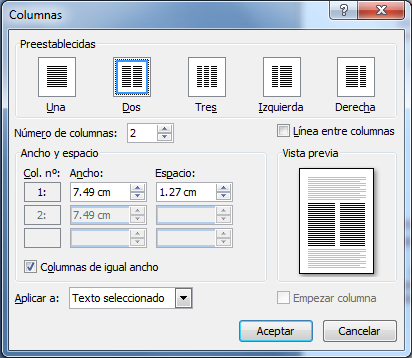 Columnas
Preestablecidas
Una Dos Tres Izquierda Derecha
Número de columnas: 2
Línea entre columnas
Ancho y espacio
Vista previa
Col. nº: Ancho: Espacio:
1: 7.49 cm 1.27 cm
2: 7.49 cm
Columnas de igual ancho
Aplicar a: Texto seleccionado
Empezar columna
Aceptar Cancelar